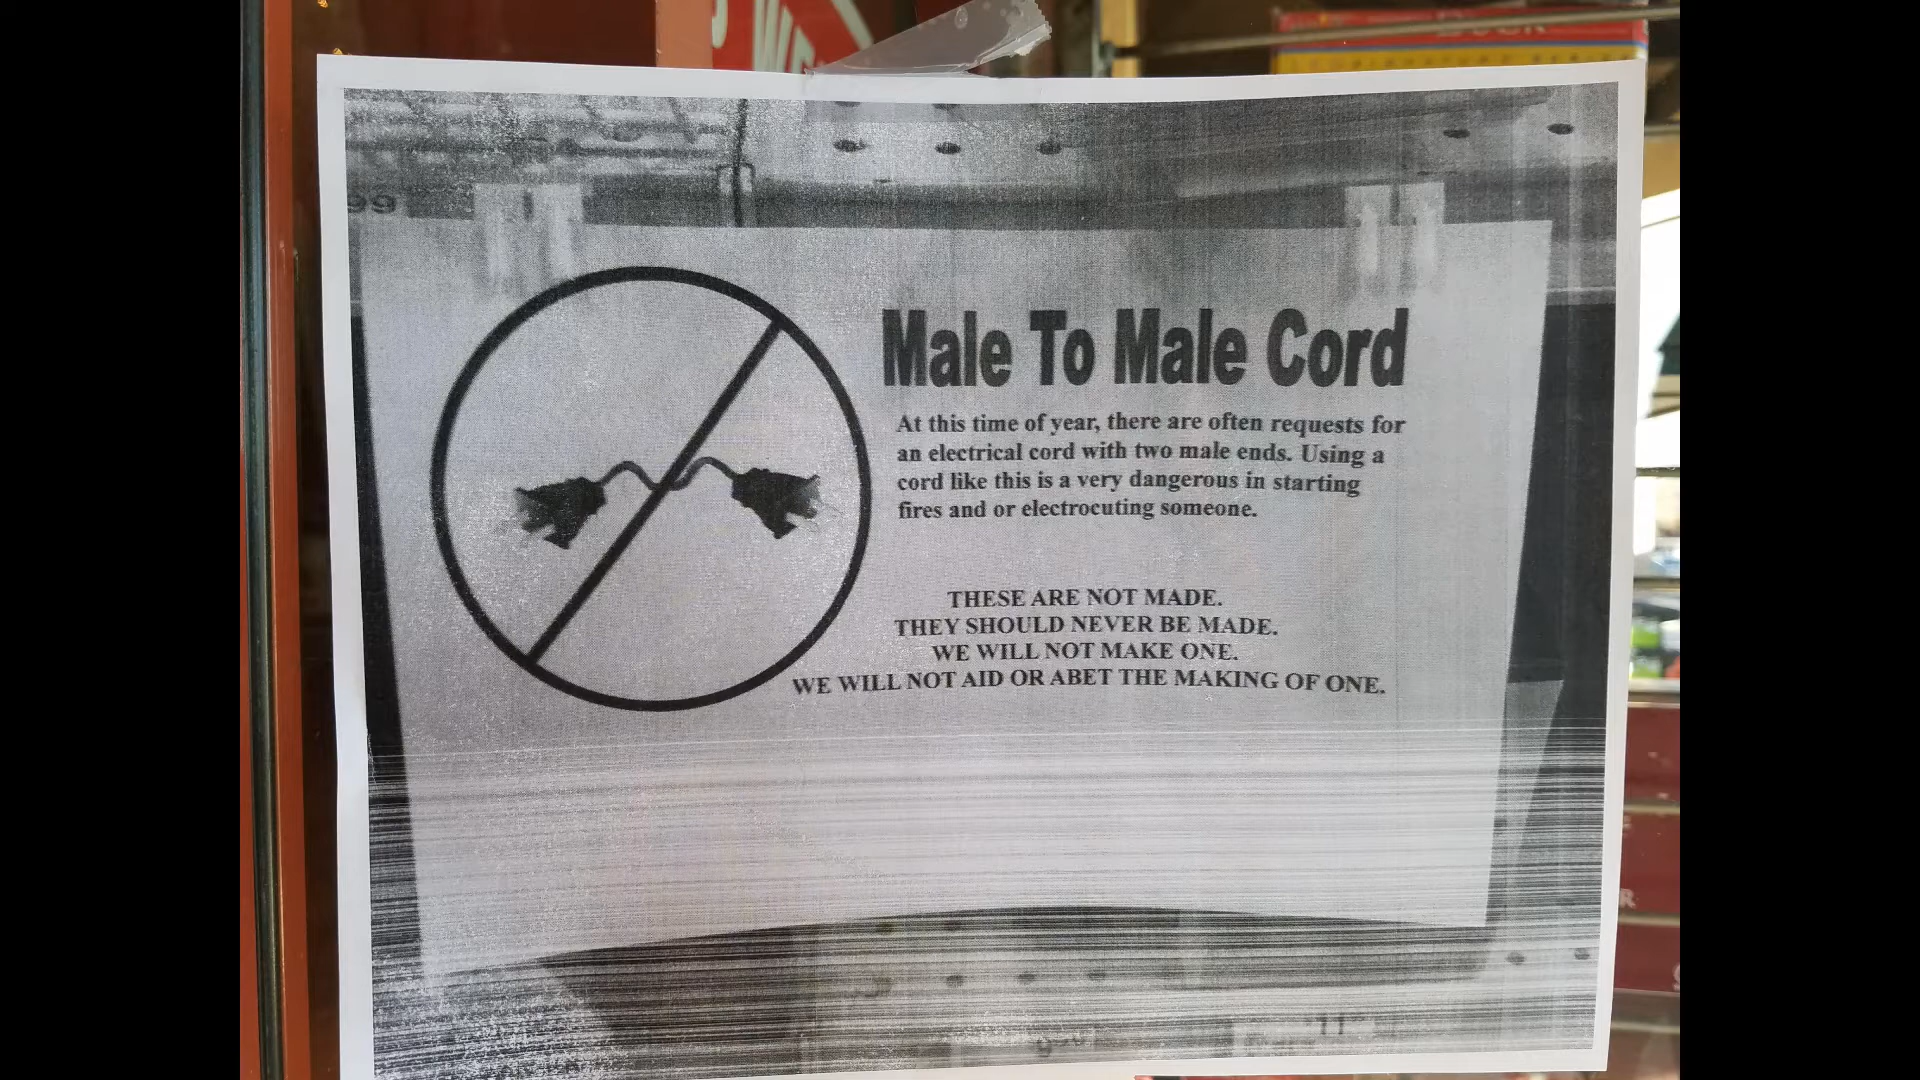 WE
99
Male To Male Cord
At this time of year, there are often requests for
an electrical cord with two male ends. Using a
cord like this is a very dangerous in starting
fires and or electrocuting someone.
THESE ARE NOT MADE.
THEY SHOULD NEVER BE MADE.
WE WILL NOT MAKE ONE.
WE WILL NOT AID OR ABET THE MAKING OF ONE.